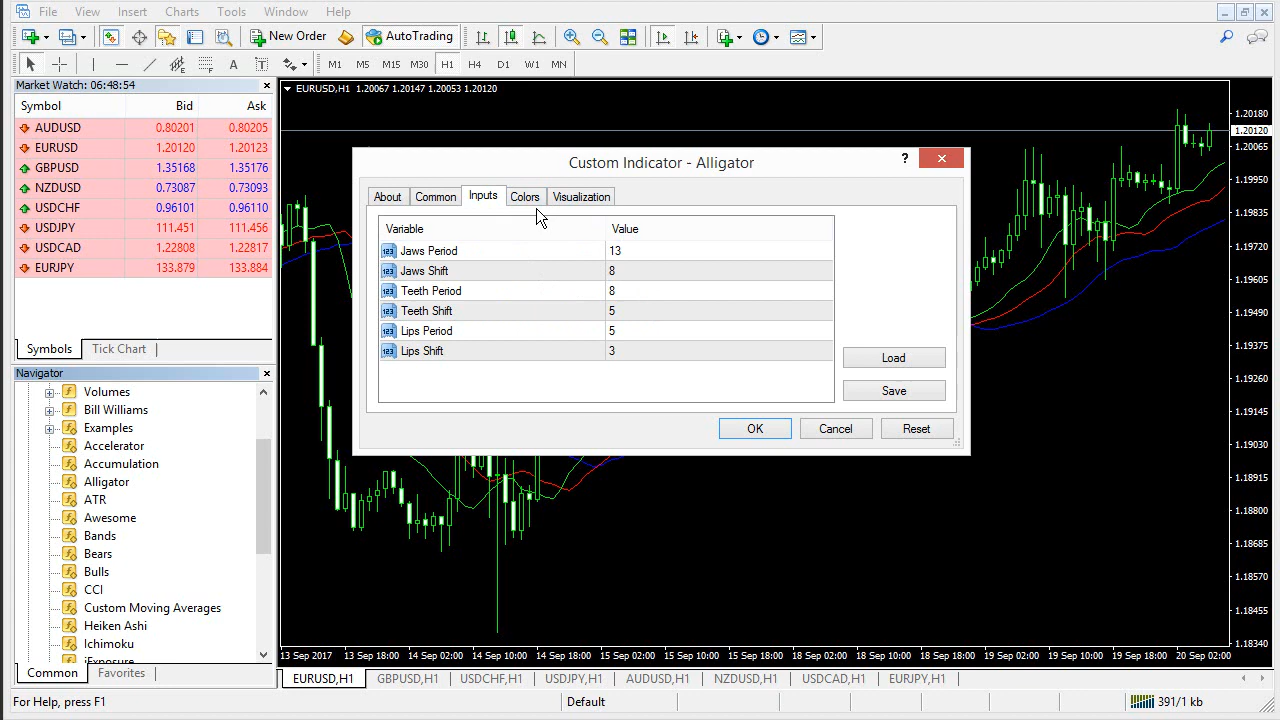 File View Insert Charts Tools Window Help
New Order AutoTrading
A T M1 M5 M15 M30 H1 H4 D1 W1 MN
Market Watch: 06:48:54
Symbol Bid Ask
AUDUSD 0.80201 0.80205
EURUSD 1.20120 1.20123
GBPUSD 1.35168 1.35176
NZDUSD 0.73087 0.73093
USDCHF 0.96101 0.96110
USDJPY 111.451 111.456
USDCAD 1.22808 1.22817
EURJPY 133.879 133.884
Symbols Tick Chart
Navigator
Volumes
Bill Williams
Examples
Accelerator
Accumulation
Alligator
ATR
Awesome
Bands
Bears
Bulls
CCI
Custom Moving Averages
Heiken Ashi
Ichimoku
iExposure
Common Favorites
EURUSD,H1 1.20067 1.20147 1.20053 1.20120
Custom Indicator - Alligator
?
About Common Inputs Colors Visualization
Variable Value
Jaws Period 13
Jaws Shift 8
Teeth Period 8
Teeth Shift 5
Lips Period 5
Lips Shift 3
Load
Save
OK Cancel Reset
1.20180
1.20120
1.20065
1.19950
1.19835
1.19720
1.19605
1.19490
1.19375
1.19260
1.19145
1.19030
1.18915
1.18800
1.18685
1.18570
1.18455
1.18340
13 Sep 2017 13 Sep 18:00 14 Sep 02:00 14 Sep 10:00 14 Sep 18:00 15 Sep 02:00 15 Sep 10:00 15 Sep 18:00 18 Sep 02:00 18 Sep 10:00 18 Sep 18:00 19 Sep 02:00 19 Sep 10:00 19 Sep 18:00 20 Sep 02:00
EURUSD,H1 GBPUSD,H1 USDCHF,H1 USDJPY,H1 AUDUSD,H1 NZDUSD,H1 USDCAD,H1 EURJPY,H1
For Help, press F1 Default 391/1 kb